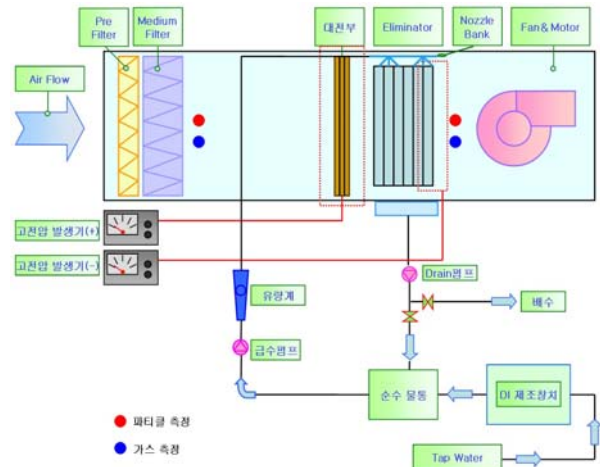 Pre
Filter
Medium
Filter
대전부
Eliminator
Nozzle
Bank
Fan&Motor
Air Flow
고전압 발생기(+)
고전압 발생기(-)
Drain펌프
유량계
배수
급수펌프
순수 물통
DI 제조장치
파티클 측정
가스 측정
Tap Water